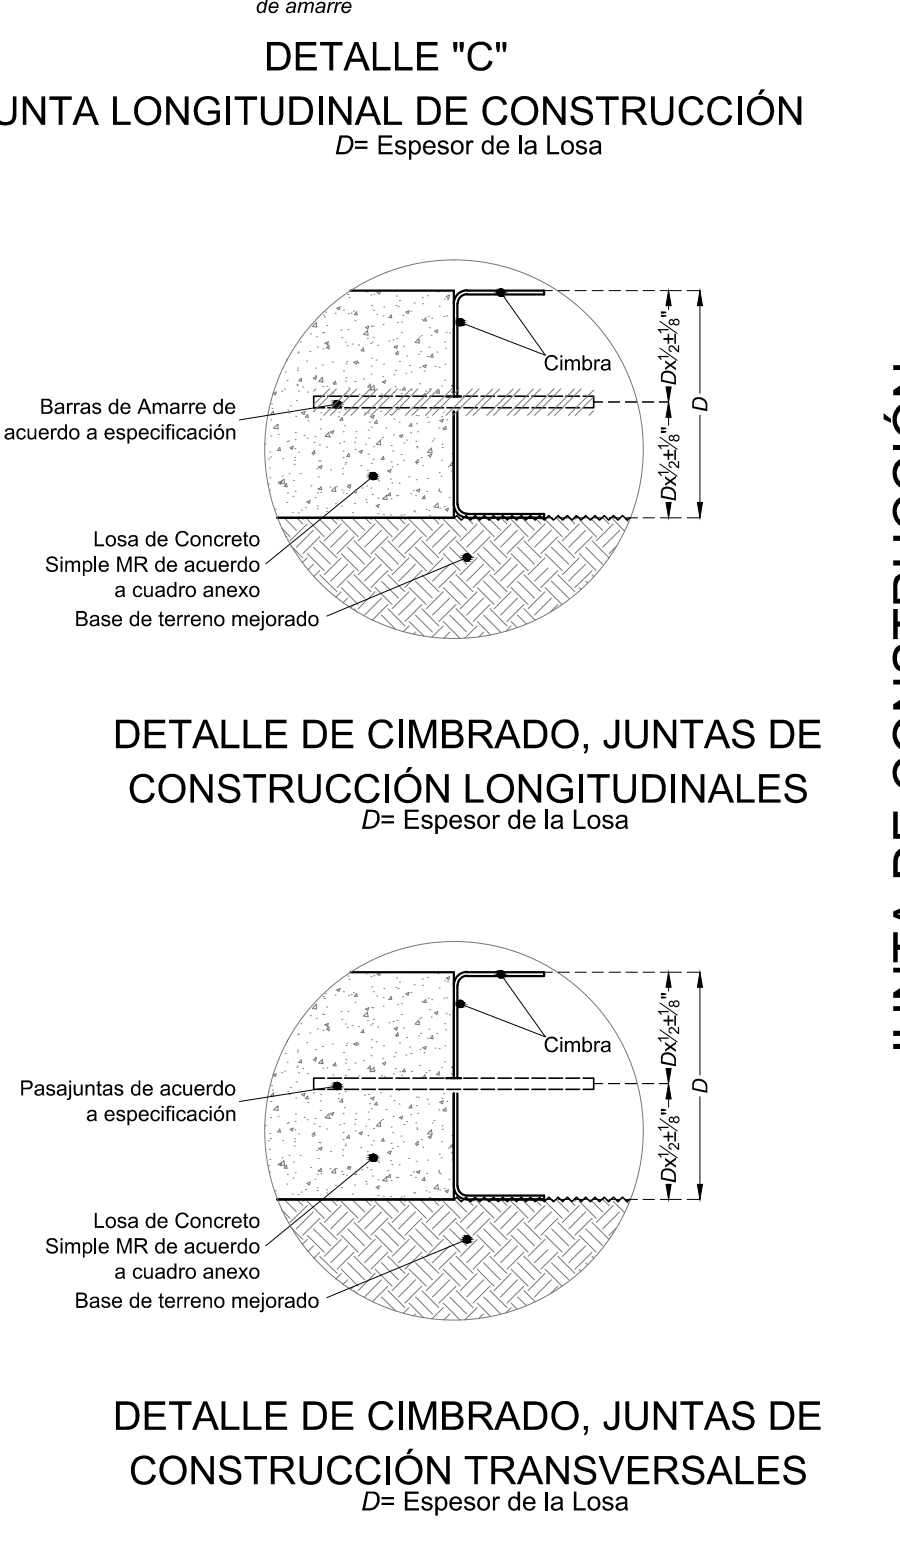 de amarre
DETALLE "C"
UNTA LONGITUDINAL DE CONSTRUCCIÓN
D= Espesor de la Losa
Cimbra
Dx½±⅛"
D
Dx½±⅛"
Barras de Amarre de
acuerdo a especificación
Losa de Concreto
Simple MR de acuerdo
a cuadro anexo
Base de terreno mejorado
DETALLE DE CIMBRADO, JUNTAS DE
CONSTRUCCIÓN LONGITUDINALES
D= Espesor de la Losa
Cimbra
Dx½±⅛"
D
Dx½±⅛"
Pasajuntas de acuerdo
a especificación
Losa de Concreto
Simple MR de acuerdo
a cuadro anexo
Base de terreno mejorado
DETALLE DE CIMBRADO, JUNTAS DE
CONSTRUCCIÓN TRANSVERSALES
D= Espesor de la Losa
JUNTA DE CONSTRUCCIÓN